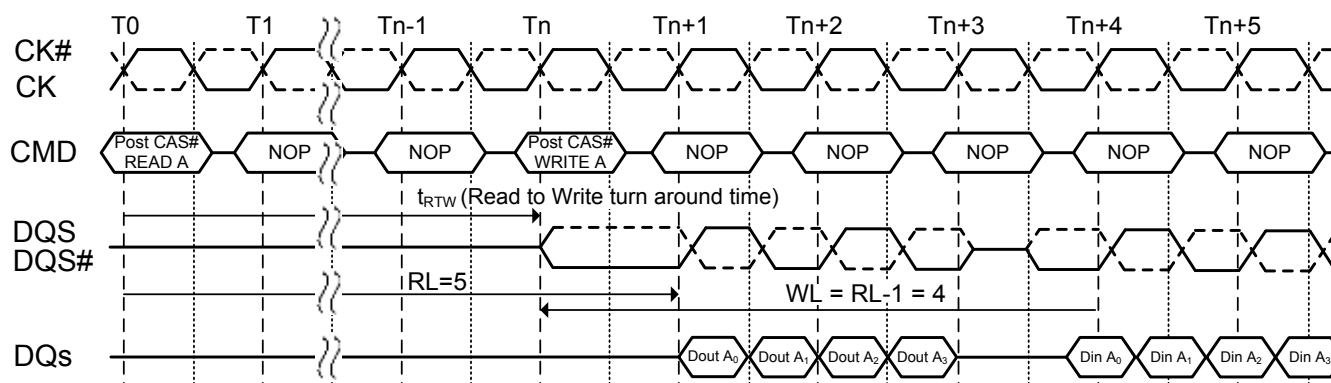 T0 T1 Tn-1 Tn Tn+1 Tn+2 Tn+3 Tn+4 Tn+5
CK#
CK
CMD Post CAS# READ A NOP NOP Post CAS# WRITE A NOP NOP NOP NOP NOP
tRTW (Read to Write turn around time)
DQS
DQS#
RL=5 WL = RL-1 = 4
DQs Dout A0 Dout A1 Dout A2 Dout A3 Din A0 Din A1 Din A2 Din A3